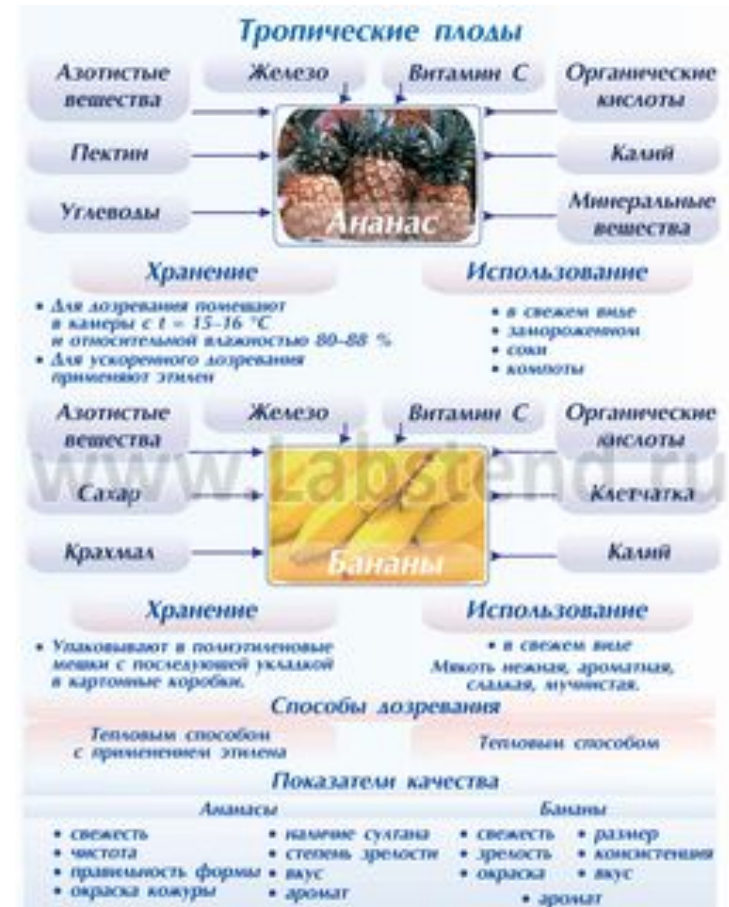 Тропические плоды
Азотистые
вещества
Железо
Витамин С
Органические
кислоты
Пектин
Калий
Углеводы
Минеральные
вещества
Ананас
Хранение
• Для дозревания помещают
в камеры с t = 15–16 °С
и относительной влажностью 80–88 %
• Для ускоренного дозревания
применяют этилен
Использование
• в свежем виде
• замороженном
• соки
• компоты
Азотистые
вещества
Железо
Витамин С
Органические
кислоты
www.Labstend.ru
Сахар
Клетчатка
Крахмал
Калий
Бананы
Хранение
• Упаковывают в полиэтиленовые
мешки с последующей укладкой
в картонные коробки.
Использование
• в свежем виде
Мякоть нежная, ароматная,
сладкая, мучнистая.
Способы дозревания
Тепловым способом
с применением этилена
Тепловым способом
Показатели качества
Ананасы
• свежесть
• чистота
• правильность формы
• окраска кожуры
• наличие султана
• степень зрелости
• вкус
• аромат
Бананы
• свежесть
• зрелость
• окраска
• размер
• консистенция
• вкус
• аромат